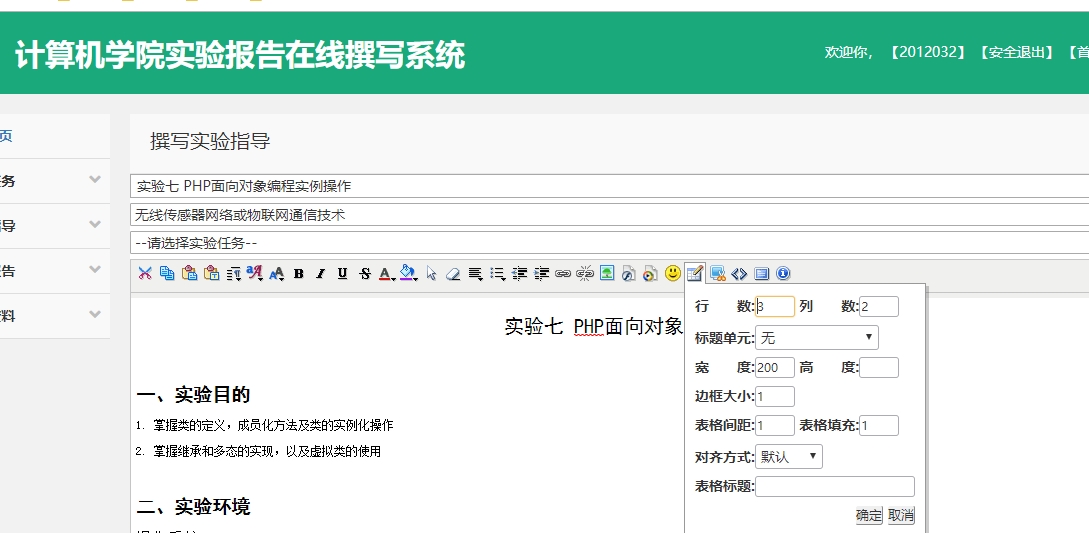 计算机学院实验报告在线撰写系统
欢迎你，【2012032】【安全退出】【首
页
务
导
告
料
撰写实验指导
实验七 PHP面向对象编程实例操作
无线传感器网络或物联网通信技术
--请选择实验任务--
实验七 PHP面向对象
一、实验目的
1. 掌握类的定义，成员化方法及类的实例化操作
2. 掌握继承和多态的实现，以及虚拟类的使用
二、实验环境
行 数:3 列 数:2
标题单元:无
宽 度:200 高 度:
边框大小:1
表格间距:1 表格填充:1
对齐方式:默认
表格标题:
确定 取消